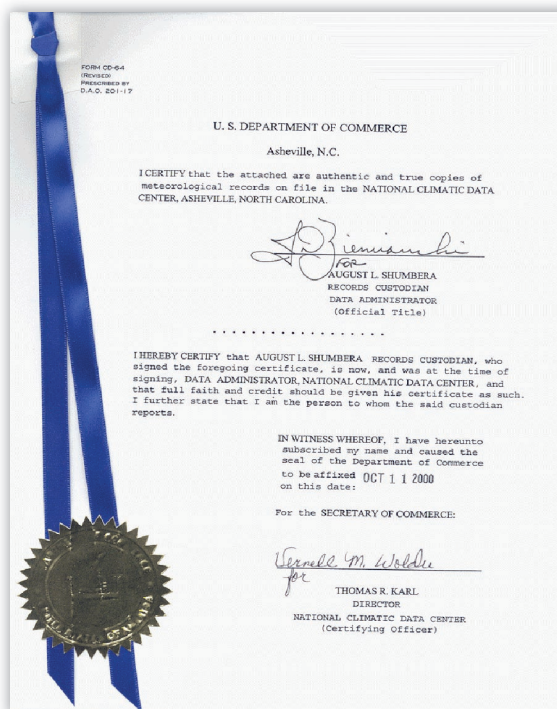 FORM CD-64
(REVISED)
PRESCRIBED BY
D.A.O. 201-17
U. S. DEPARTMENT OF COMMERCE
Asheville, N.C.
I CERTIFY that the attached are authentic and true copies of
meteorological records on file in the NATIONAL CLIMATIC DATA
CENTER, ASHEVILLE, NORTH CAROLINA.
FOR
AUGUST L. SHUMBERA
RECORDS CUSTODIAN
DATA ADMINISTRATOR
(Official Title)
I HEREBY CERTIFY that AUGUST L. SHUMBERA RECORDS CUSTODIAN, who
signed the foregoing certificate, is now, and was at the time of
signing, DATA ADMINISTRATOR, NATIONAL CLIMATIC DATA CENTER, and
that full faith and credit should be given his certificate as such.
I further state that I am the person to whom the said custodian
reports.
IN WITNESS WHEREOF, I have hereunto
subscribed my name and caused the
seal of the Department of Commerce
to be affixed OCT 11 2000
on this date:
For the SECRETARY OF COMMERCE:
Vernell M. Woldu
for
THOMAS R. KARL
DIRECTOR
NATIONAL CLIMATIC DATA CENTER
(Certifying Officer)